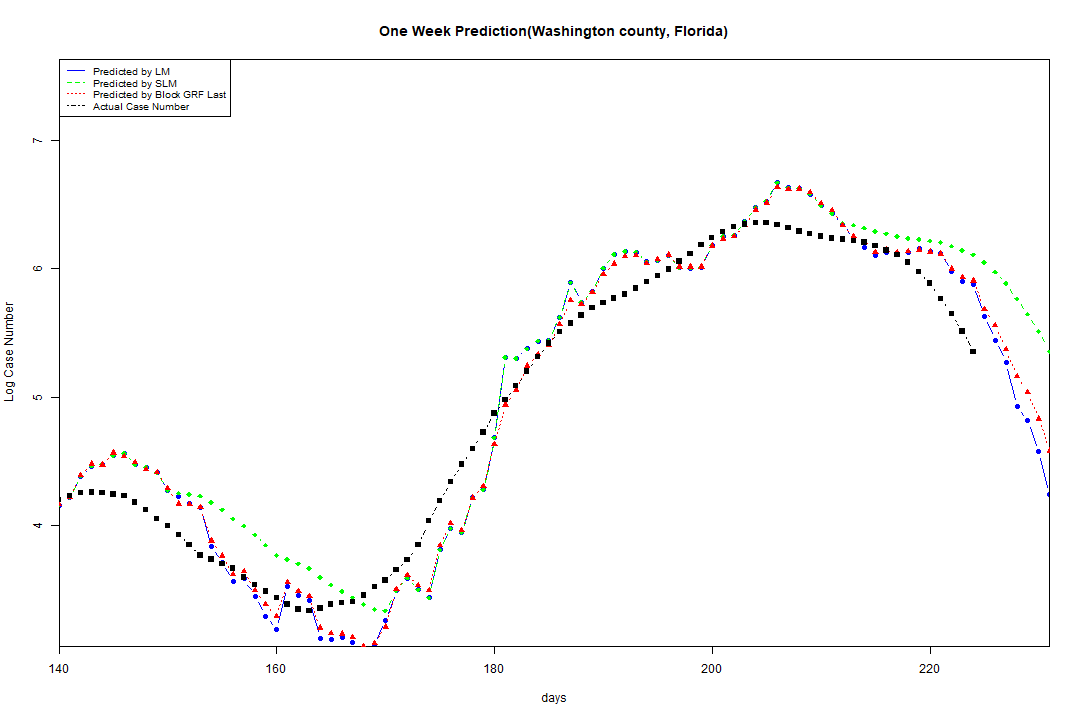 One Week Prediction(Washington county, Florida)
Predicted by LM
Predicted by SLM
Predicted by Block GRF Last
Actual Case Number
7
6
5
4
Log Case Number
140 160 180 200 220
days